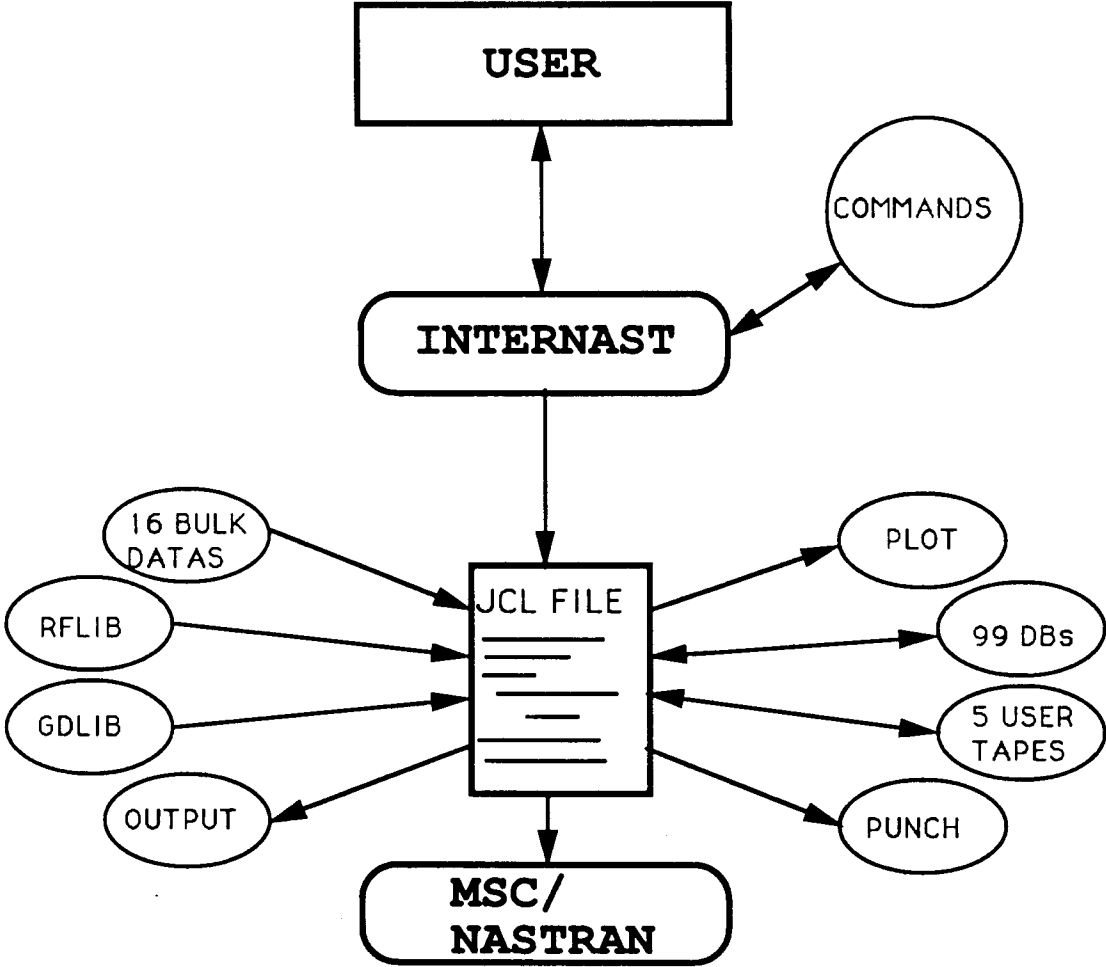 USER
COMMANDS
INTERNAST
16 BULK
DATAS
PLOT
JCL FILE
RFLIB
99 DBs
GDLIB
5 USER
TAPES
OUTPUT
PUNCH
MSC/
NASTRAN